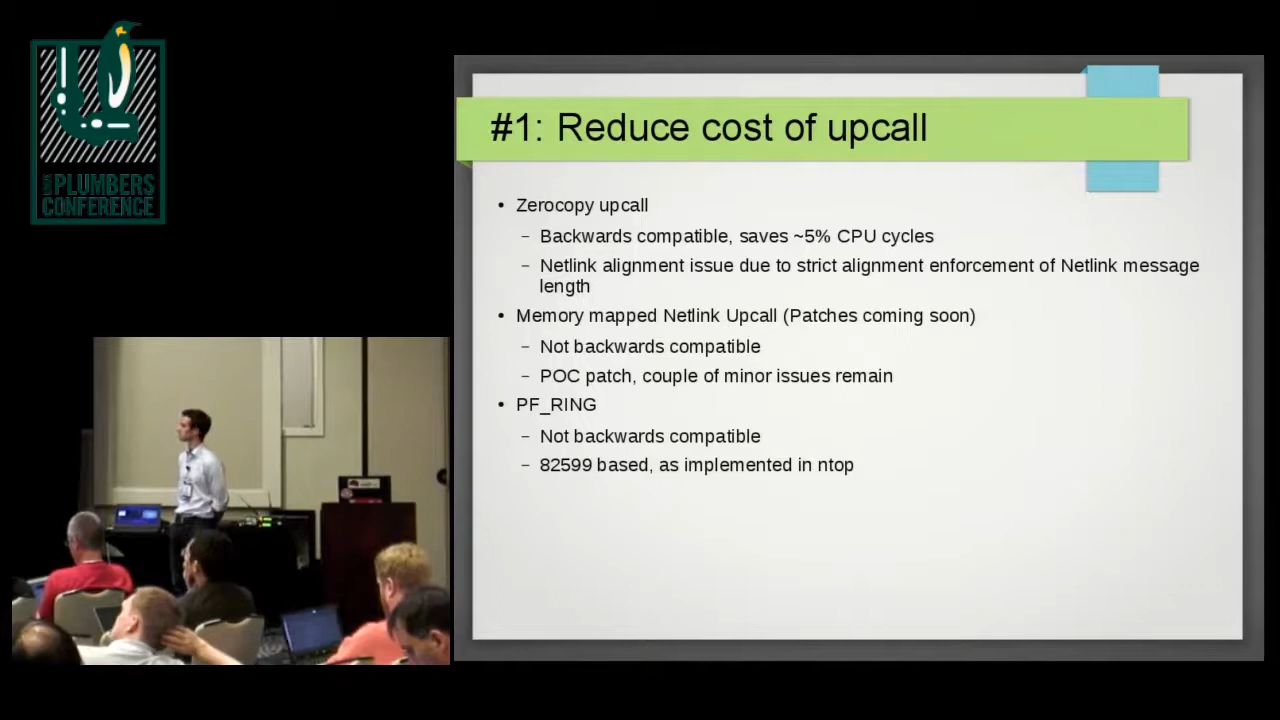 LINUX
PLUMBERS
CONFERENCE
#1: Reduce cost of upcall
• Zerocopy upcall
– Backwards compatible, saves ~5% CPU cycles
– Netlink alignment issue due to strict alignment enforcement of Netlink message
length
• Memory mapped Netlink Upcall (Patches coming soon)
– Not backwards compatible
– POC patch, couple of minor issues remain
• PF_RING
– Not backwards compatible
– 82599 based, as implemented in ntop